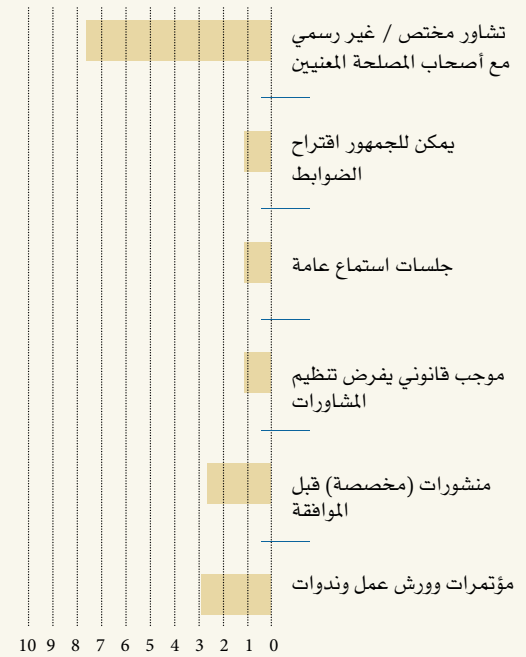 تشاور مختص / غير رسمي
مع أصحاب المصلحة المعنيين
يمكن للجمهور اقتراح
الضوابط
جلسات استماع عامة
موجب قانوني يفرض تنظيم
المشاورات
منشورات (مخصصة) قبل
الموافقة
مؤتمرات وورش عمل وندوات
10 9 8 7 6 5 4 3 2 1 0